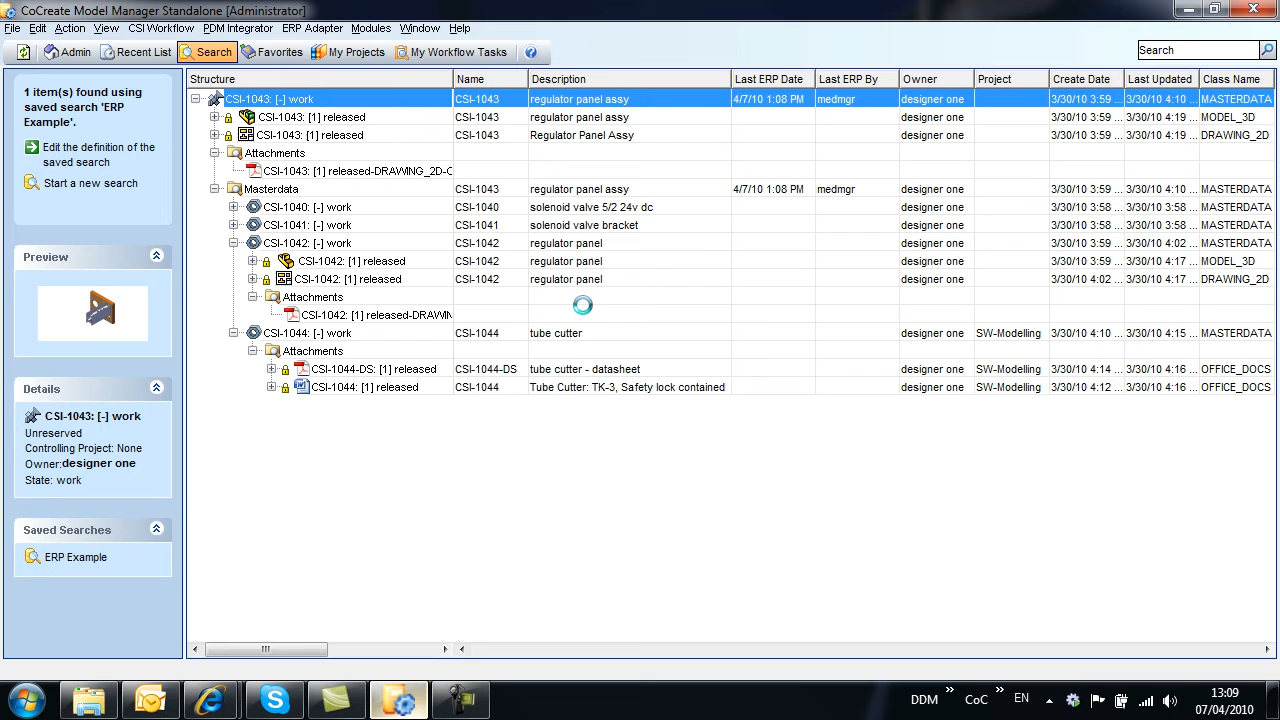 CoCreate Model Manager Standalone [Administrator]
File Edit Action View CSI Workflow PDM Integrator ERP Adapter Modules Window Help
Admin Recent List Search Favorites My Projects My Workflow Tasks Search
1 item(s) found using
saved search 'ERP
Example'.
Edit the definition of the
saved search
Start a new search
Preview
Details
CSI-1043: [-] work
Unreserved
Controlling Project: None
Owner:designer one
State: work
Saved Searches
ERP Example
Structure Name Description Last ERP Date Last ERP By Owner Project Create Date Last Updated Class Name
CSI-1043: [-] work CSI-1043 regulator panel assy 4/7/10 1:08 PM medmgr designer one 3/30/10 3:59 ... 3/30/10 4:10 ... MASTERDATA
CSI-1043: [1] released CSI-1043 regulator panel assy designer one 3/30/10 3:59 ... 3/30/10 4:19 ... MODEL_3D
CSI-1043: [1] released CSI-1043 Regulator Panel Assy designer one 3/30/10 3:59 ... 3/30/10 4:19 ... DRAWING_2D
Attachments
CSI-1043: [1] released-DRAWING_2D-C
Masterdata CSI-1043 regulator panel assy 4/7/10 1:08 PM medmgr designer one 3/30/10 3:59 ... 3/30/10 4:10 ... MASTERDATA
CSI-1040: [-] work CSI-1040 solenoid valve 5/2 24v dc designer one 3/30/10 3:58 ... 3/30/10 3:58 ... MASTERDATA
CSI-1041: [-] work CSI-1041 solenoid valve bracket designer one 3/30/10 3:58 ... 3/30/10 3:58 ... MASTERDATA
CSI-1042: [-] work CSI-1042 regulator panel designer one 3/30/10 3:59 ... 3/30/10 4:02 ... MASTERDATA
CSI-1042: [1] released CSI-1042 regulator panel designer one 3/30/10 3:59 ... 3/30/10 4:17 ... MODEL_3D
CSI-1042: [1] released CSI-1042 regulator panel designer one 3/30/10 4:02 ... 3/30/10 4:17 ... DRAWING_2D
Attachments
CSI-1042: [1] released-DRAWIN
CSI-1044: [-] work CSI-1044 tube cutter designer one SW-Modelling 3/30/10 4:10 ... 3/30/10 4:15 ... MASTERDATA
Attachments
CSI-1044-DS: [1] released CSI-1044-DS tube cutter - datasheet designer one SW-Modelling 3/30/10 4:14 ... 3/30/10 4:16 ... OFFICE_DOCS
CSI-1044: [1] released CSI-1044 Tube Cutter: TK-3, Safety lock contained designer one SW-Modelling 3/30/10 4:12 ... 3/30/10 4:16 ... OFFICE_DOCS
DDM » CoC » EN 13:09
07/04/2010